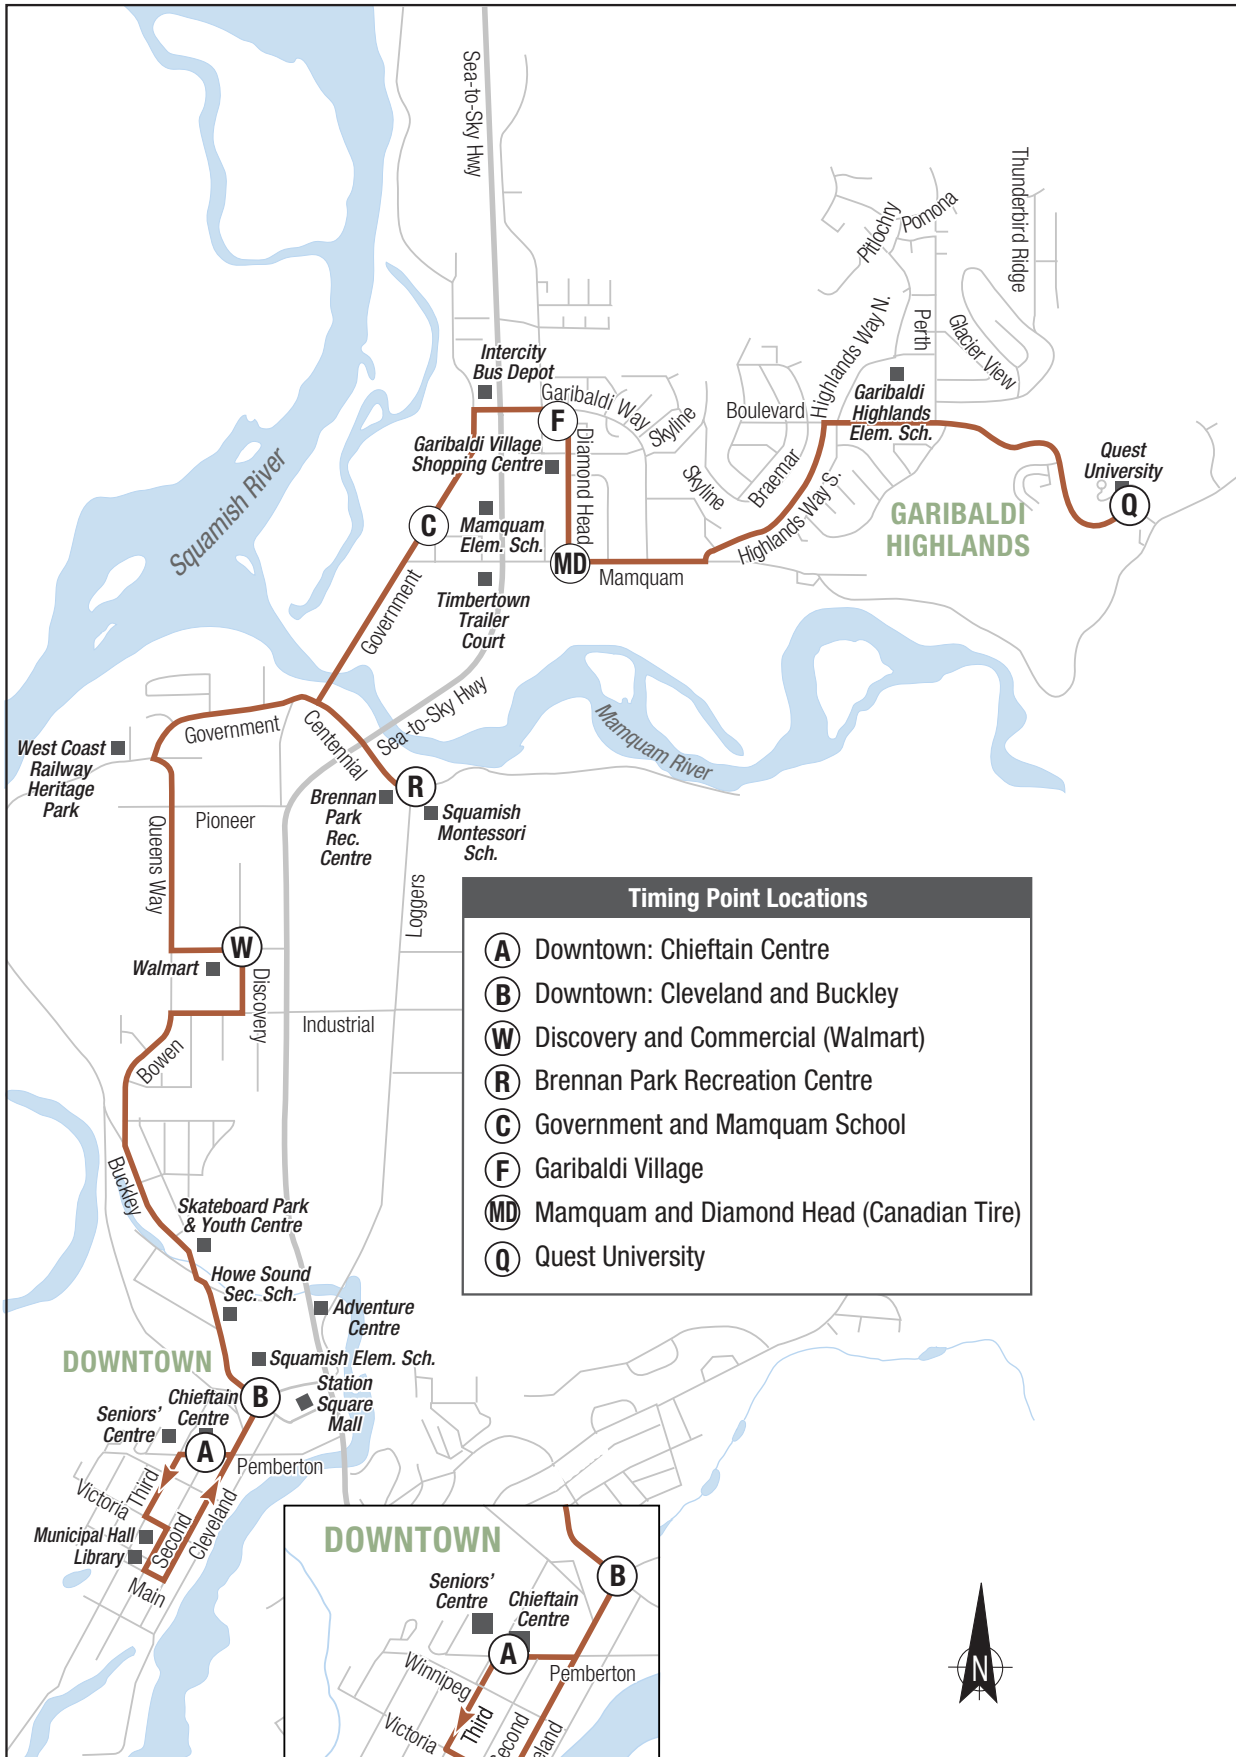 Sea-to-Sky Hwy
Thunderbird Ridge
Pitlochry
Pomona
Highlands Way N.
Perth
Glacier View
Intercity
Bus Depot
Garibaldi Way
Skyline
Boulevard
Garibaldi
Highlands
Elem. Sch.
F
Garibaldi Village
Shopping Centre
Diamond Head
Skyline
Braemar
Highlands Way S.
Quest
University
Q
GARIBALDI
HIGHLANDS
Squamish River
C
Mamquam
Elem. Sch.
MD
Mamquam
Government
Timbertown
Trailer
Court
Sea-to-Sky Hwy
Mamquam River
Government
Centennial
West Coast
Railway
Heritage
Park
R
Brennan
Park
Rec.
Centre
Squamish
Montessori
Sch.
Pioneer
Queens Way
Loggers
W
Walmart
Discovery
Industrial
Bowen
Buckley
Timing Point Locations
A Downtown: Chieftain Centre
B Downtown: Cleveland and Buckley
W Discovery and Commercial (Walmart)
R Brennan Park Recreation Centre
C Government and Mamquam School
F Garibaldi Village
MD Mamquam and Diamond Head (Canadian Tire)
Q Quest University
Skateboard Park
& Youth Centre
Howe Sound
Sec. Sch.
Adventure
Centre
DOWNTOWN
Squamish Elem. Sch.
B
Station
Square
Mall
Chieftain
Centre
Seniors'
Centre
A
Pemberton
Victoria
Third
Second
Cleveland
Municipal Hall
Library
Main
DOWNTOWN
B
Seniors'
Centre
Chieftain
Centre
A
Pemberton
Winnipeg
Victoria
Third
Second
eland
N